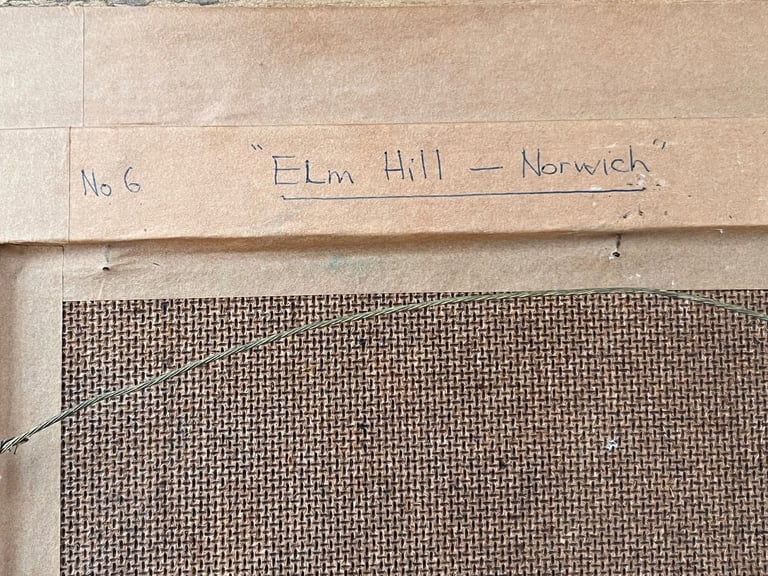 No 6 "ELm Hill — Norwich"